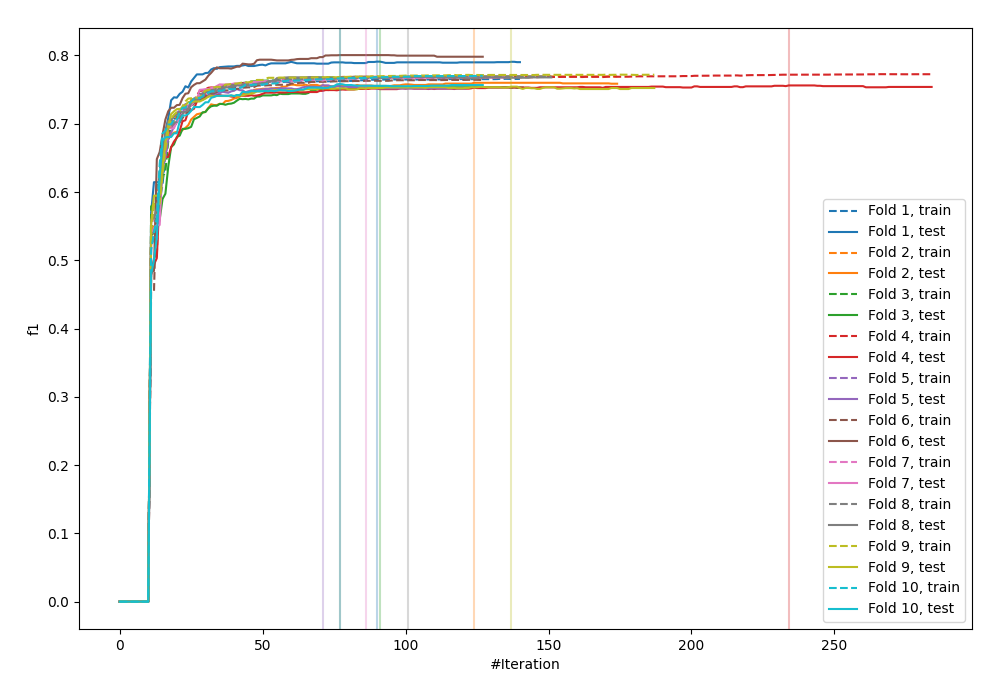 0.8
0.7
0.6
0.5
0.4
0.3
0.2
0.1
0.0
f1
0
50
100
150
200
250
#Iteration
Fold 1, train
Fold 1, test
Fold 2, train
Fold 2, test
Fold 3, train
Fold 3, test
Fold 4, train
Fold 4, test
Fold 5, train
Fold 5, test
Fold 6, train
Fold 6, test
Fold 7, train
Fold 7, test
Fold 8, train
Fold 8, test
Fold 9, train
Fold 9, test
Fold 10, train
Fold 10, test